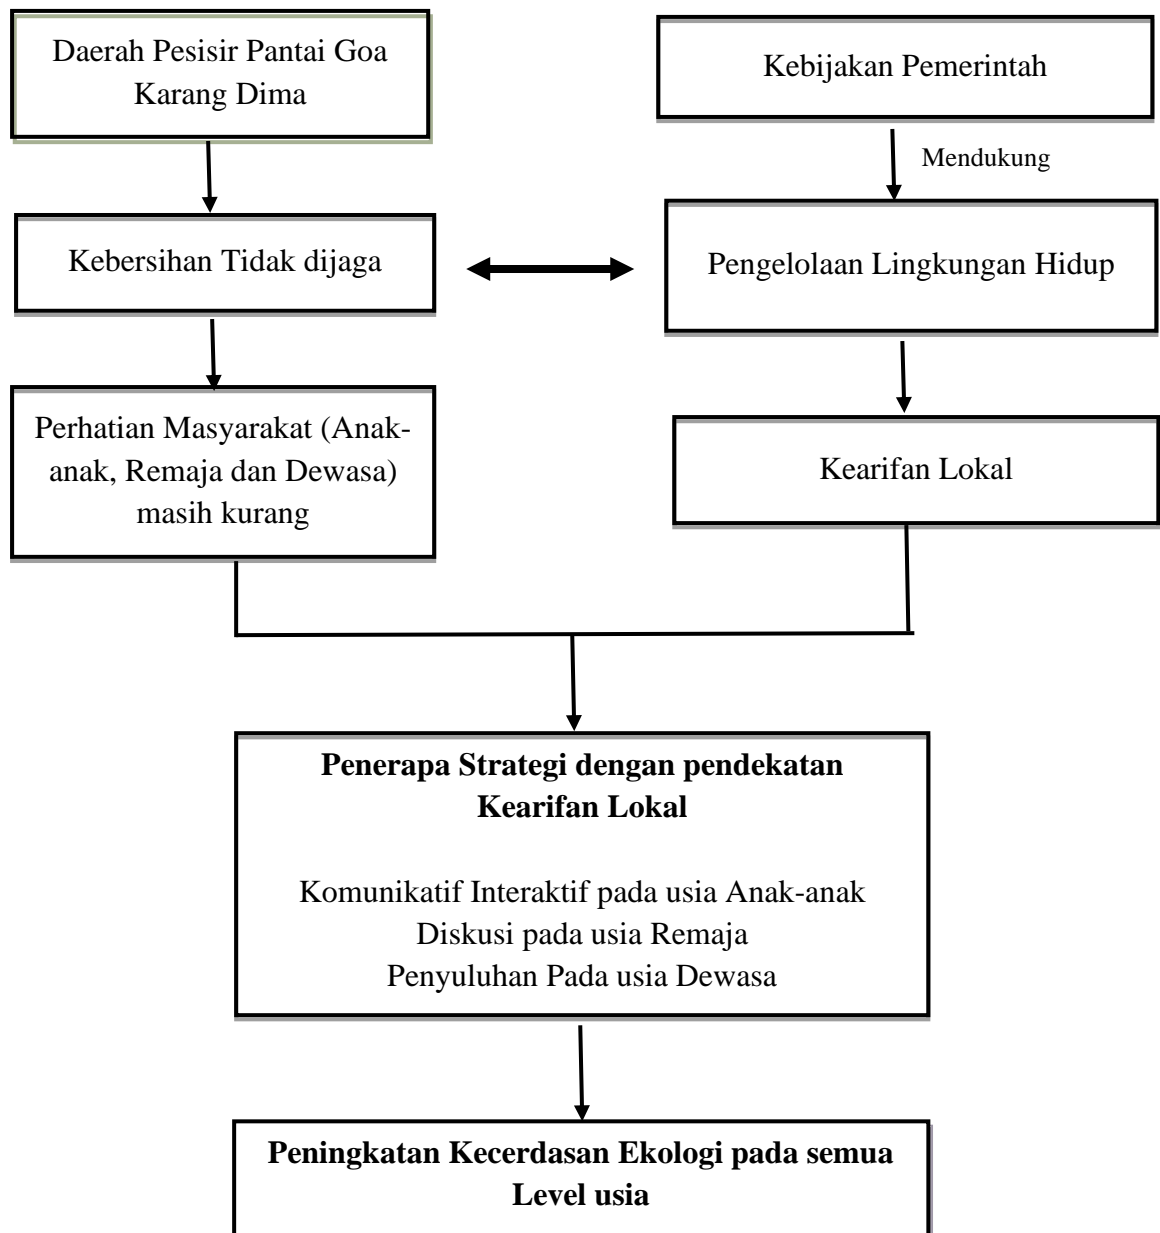 Daerah Pesisir Pantai Goa
Karang Dima
Kebijakan Pemerintah
Mendukung
Kebersihan Tidak dijaga
Pengelolaan Lingkungan Hidup
Perhatian Masyarakat (Anak-
anak, Remaja dan Dewasa)
masih kurang
Kearifan Lokal
Penerapa Strategi dengan pendekatan
Kearifan Lokal
Komunikatif Interaktif pada usia Anak-anak
Diskusi pada usia Remaja
Penyuluhan Pada usia Dewasa
Peningkatan Kecerdasan Ekologi pada semua
Level usia